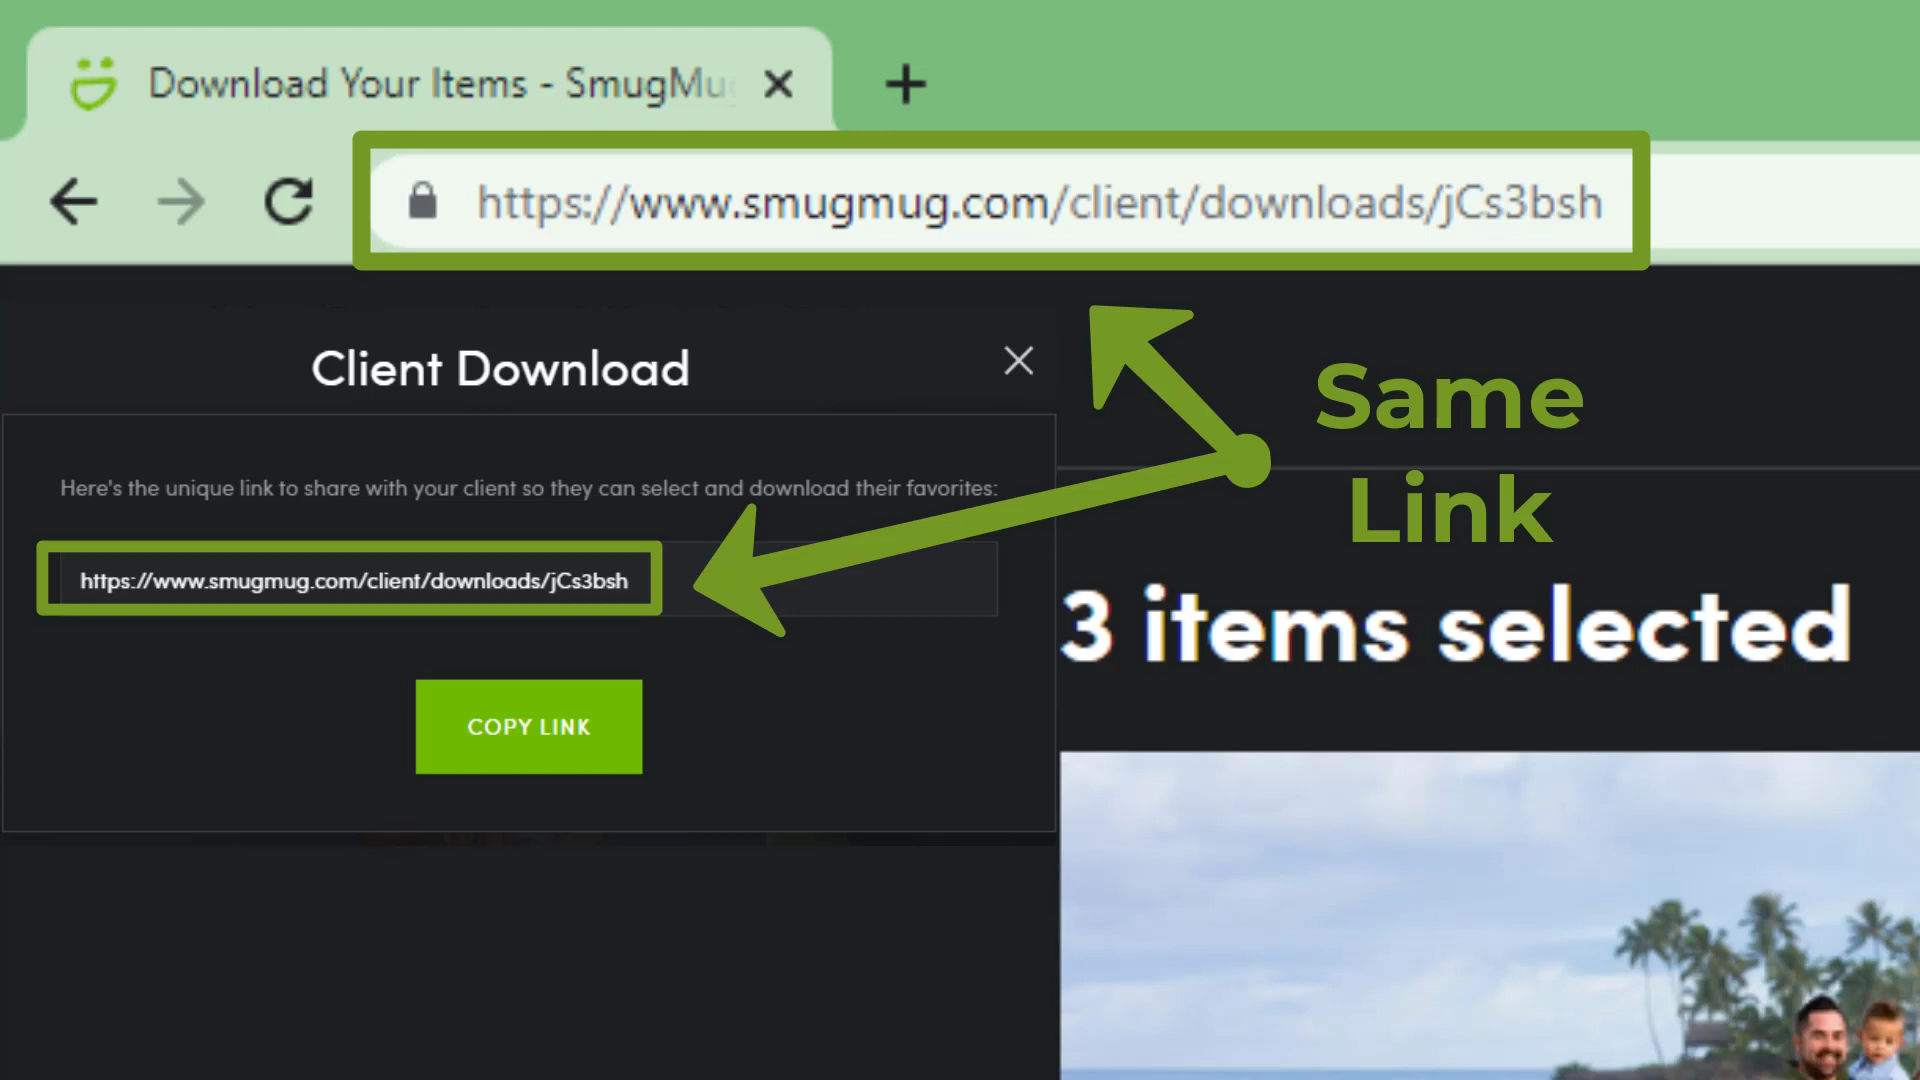 Download Your Items - SmugMug
https://www.smugmug.com/client/downloads/jCs3bsh
Client Download
Same
Link
Here's the unique link to share with your client so they can select and download their favorites:
https://www.smugmug.com/client/downloads/jCs3bsh
3 items selected
COPY LINK